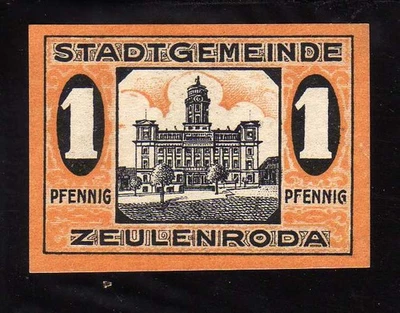 STADTGEMEINDE
1 1
PFENNIG PFENNIG
ZEULENRODA